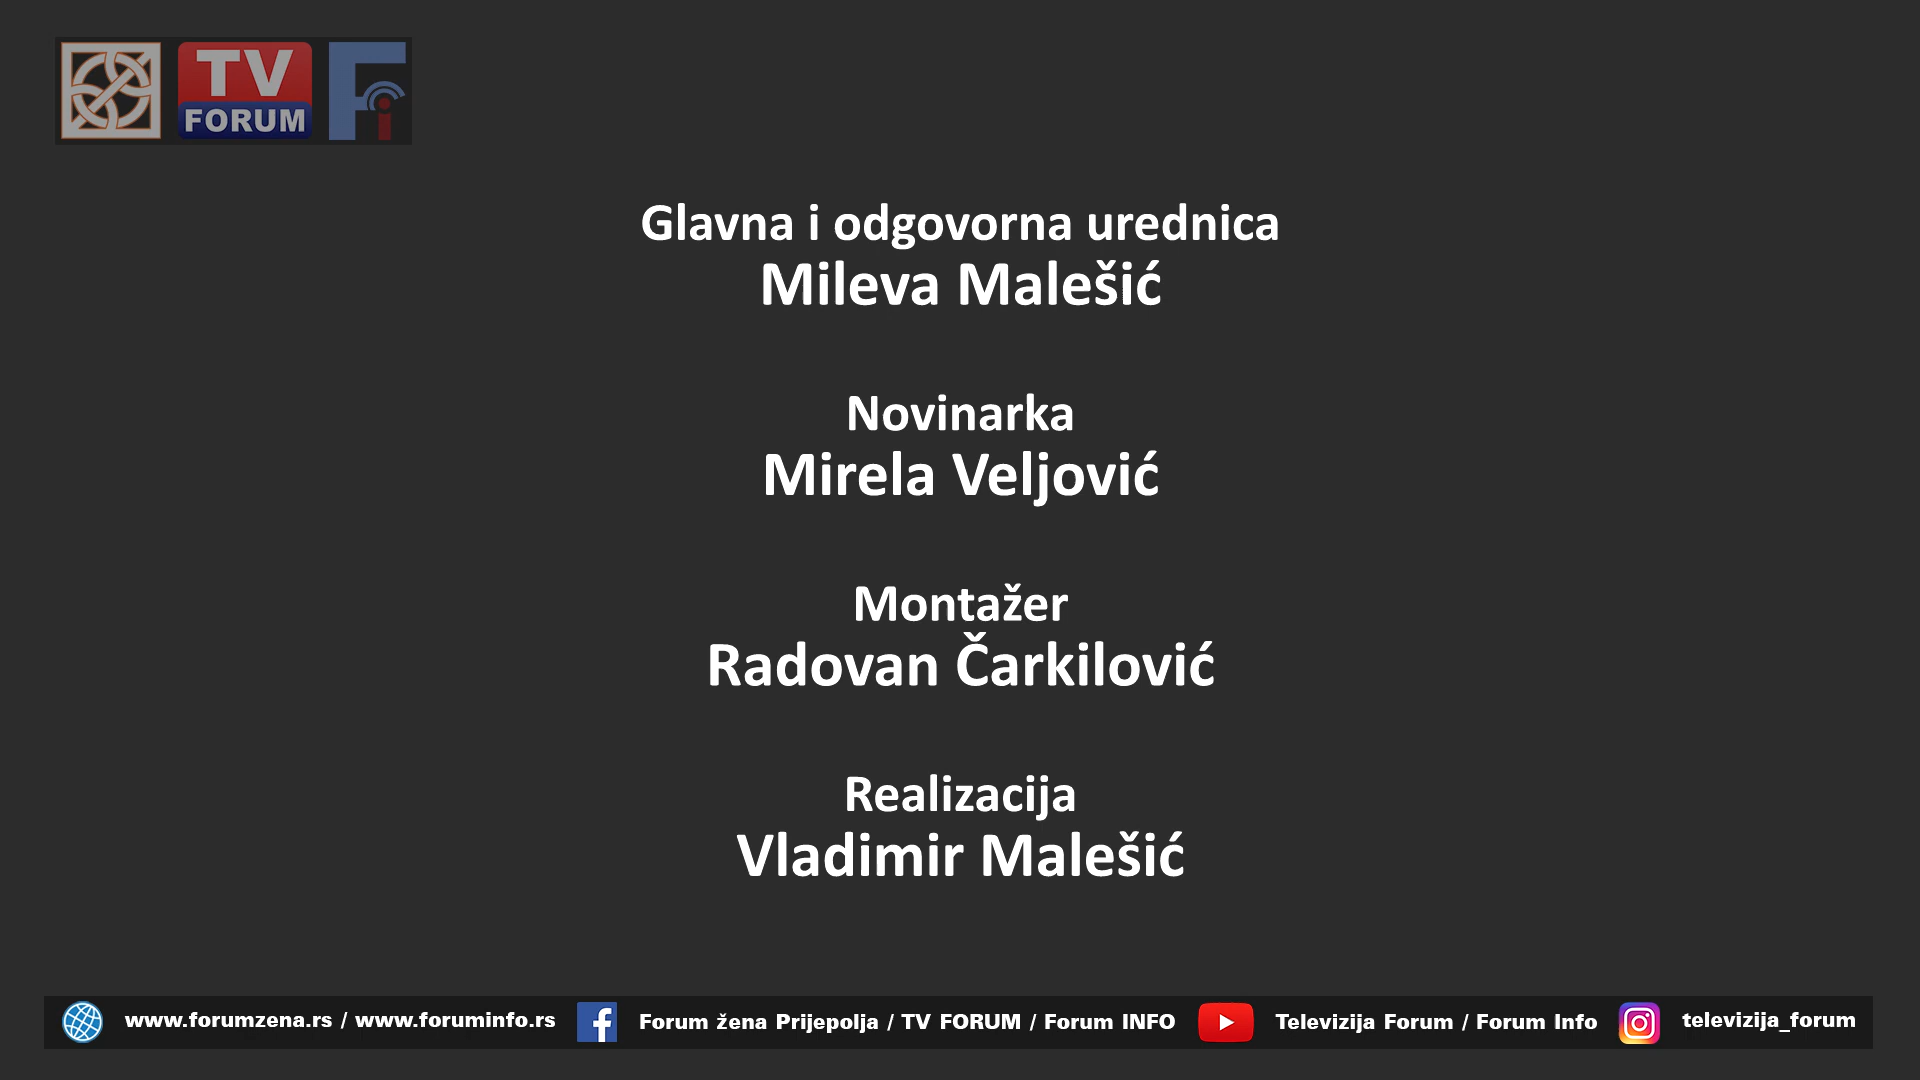 TV
FORUM
Fi
Glavna i odgovorna urednica
Mileva Malešić
Novinarka
Mirela Veljović
Montažer
Radovan Čarkilović
Realizacija
Vladimir Malešić
www.forumzena.rs / www.foruminfo.rs Forum žena Prijepolja / TV FORUM / Forum INFO Televizija Forum / Forum Info televizija_forum